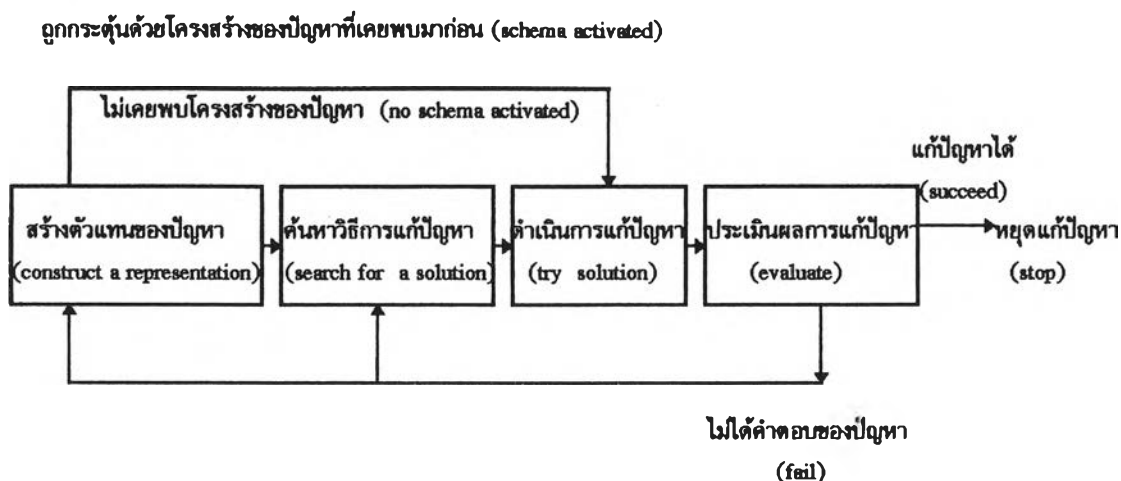 ถูกกระตุ้นด้วยโครงสร้างของปัญหาที่เคยพบมาก่อน (schema activated)
ไม่เคยพบโครงสร้างของปัญหา (no schema activated)
แก้ปัญหาได้
(succeed)
สร้างตัวแทนของปัญหา
(construct a representation)
ค้นหาวิธีการแก้ปัญหา
(search for a solution)
ดำเนินการแก้ปัญหา
(try solution)
ประเมินผลการแก้ปัญหา
(evaluate)
หยุดแก้ปัญหา
(stop)
ไม่ได้คำตอบของปัญหา
(fail)